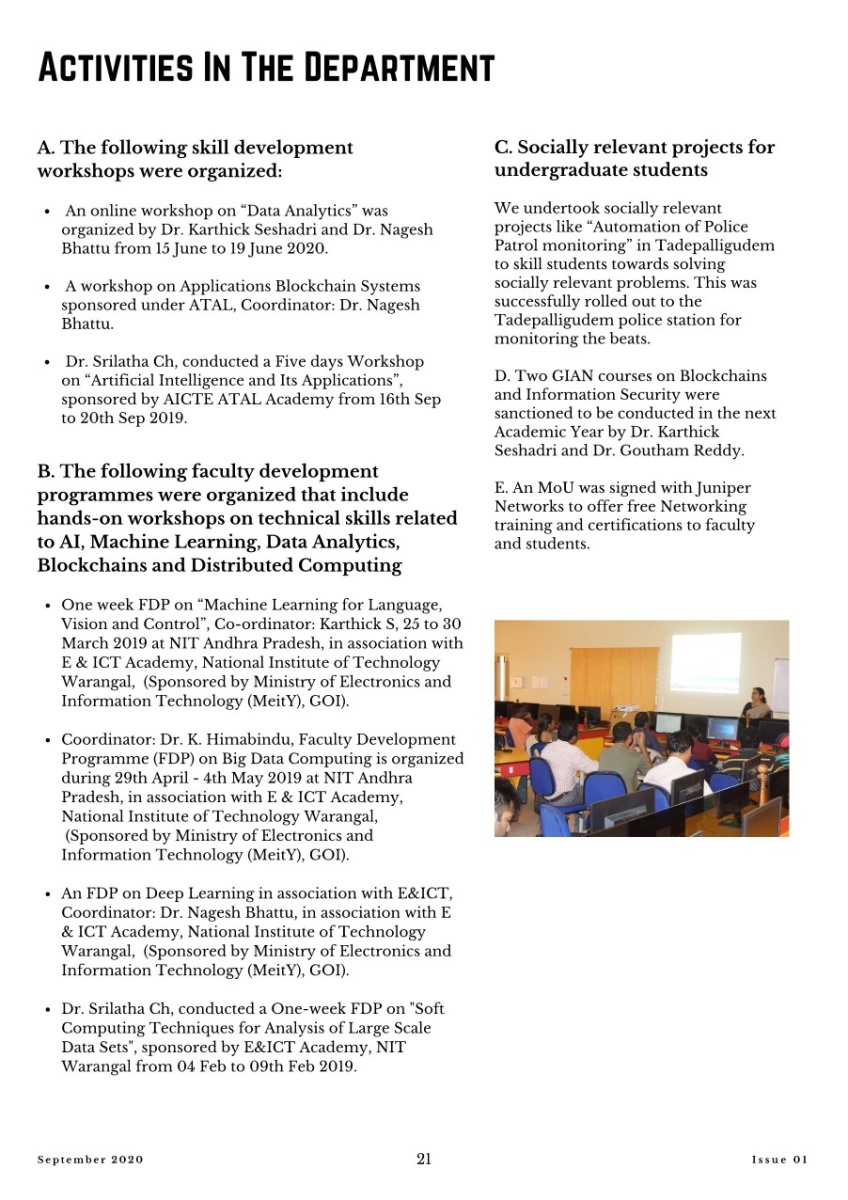 Activities In The Department
A. The following skill development
workshops were organized:
• An online workshop on “Data Analytics” was
organized by Dr. Karthick Seshadri and Dr. Nagesh
Bhattu from 15 June to 19 June 2020.
• A workshop on Applications Blockchain Systems
sponsored under ATAL, Coordinator: Dr. Nagesh
Bhattu.
• Dr. Srilatha Ch, conducted a Five days Workshop
on “Artificial Intelligence and Its Applications”,
sponsored by AICTE ATAL Academy from 16th Sep
to 20th Sep 2019.
B. The following faculty development
programmes were organized that include
hands-on workshops on technical skills related
to AI, Machine Learning, Data Analytics,
Blockchains and Distributed Computing
• One week FDP on “Machine Learning for Language,
Vision and Control”, Co-ordinator: Karthick S, 25 to 30
March 2019 at NIT Andhra Pradesh, in association with
E & ICT Academy, National Institute of Technology
Warangal, (Sponsored by Ministry of Electronics and
Information Technology (MeitY), GOI).
• Coordinator: Dr. K. Himabindu, Faculty Development
Programme (FDP) on Big Data Computing is organized
during 29th April - 4th May 2019 at NIT Andhra
Pradesh, in association with E & ICT Academy,
National Institute of Technology Warangal,
(Sponsored by Ministry of Electronics and
Information Technology (MeitY), GOI).
• An FDP on Deep Learning in association with E&ICT,
Coordinator: Dr. Nagesh Bhattu, in association with E
& ICT Academy, National Institute of Technology
Warangal, (Sponsored by Ministry of Electronics and
Information Technology (MeitY), GOI).
• Dr. Srilatha Ch, conducted a One-week FDP on "Soft
Computing Techniques for Analysis of Large Scale
Data Sets", sponsored by E&ICT Academy, NIT
Warangal from 04 Feb to 09th Feb 2019.
C. Socially relevant projects for
undergraduate students
We undertook socially relevant
projects like “Automation of Police
Patrol monitoring” in Tadepalligudem
to skill students towards solving
socially relevant problems. This was
successfully rolled out to the
Tadepalligudem police station for
monitoring the beats.
D. Two GIAN courses on Blockchains
and Information Security were
sanctioned to be conducted in the next
Academic Year by Dr. Karthick
Seshadri and Dr. Goutham Reddy.
E. An MoU was signed with Juniper
Networks to offer free Networking
training and certifications to faculty
and students.
September 2020
21
Issue 01